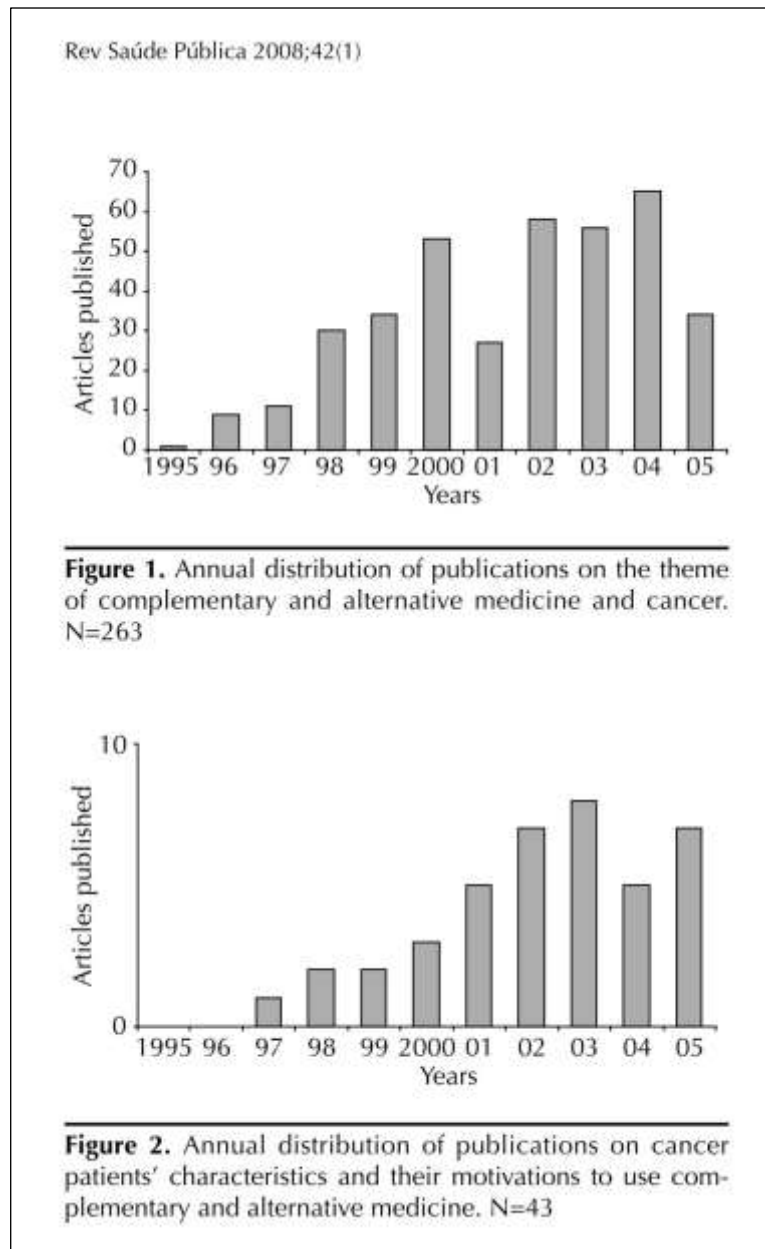 Rev Saúde Pública 2008;42(1)
70
60
50
40
30
20
10
0
Articles published
1995 96 97 98 99 2000 01 02 03 04 05
Years
Figure 1. Annual distribution of publications on the theme
of complementary and alternative medicine and cancer.
N=263
10
0
Articles published
1995 96 97 98 99 2000 01 02 03 04 05
Years
Figure 2. Annual distribution of publications on cancer
patients’ characteristics and their motivations to use com-
plementary and alternative medicine. N=43